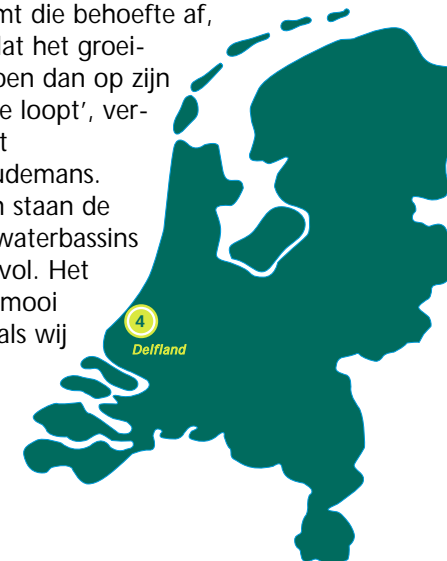 mt die behoefte af,
lat het groei-
oen dan op zijn
e loopt’, ver-
t
udemans.
n staan de
waterbassins
vol. Het
mooi
als wij
4
Delfland